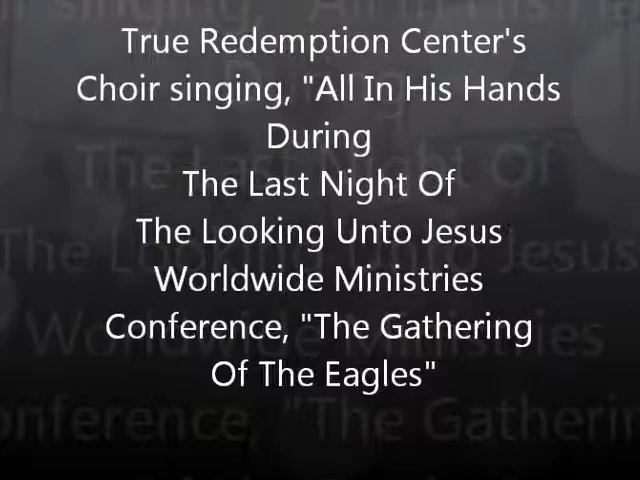 True Redemption Center's
Choir singing, "All In His Hands
During
The Last Night Of
The Looking Unto Jesus
Worldwide Ministries
Conference, "The Gathering
Of The Eagles"